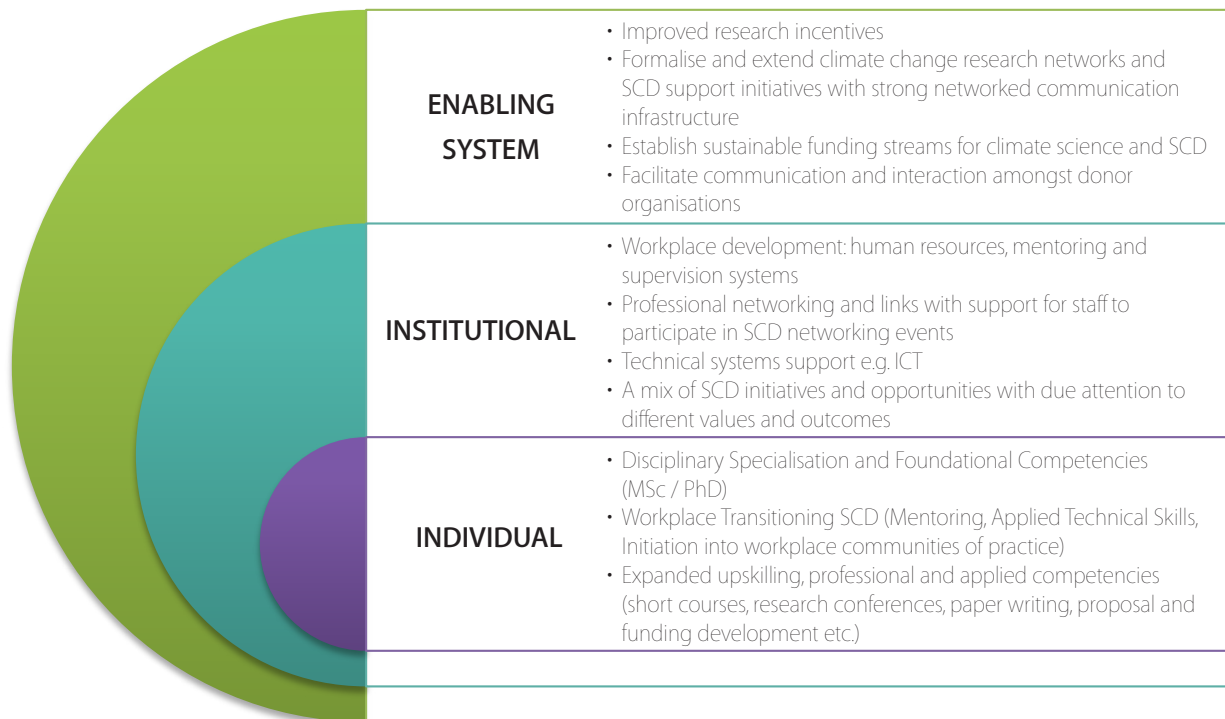 ENABLING
SYSTEM
• Improved research incentives
• Formalise and extend climate change research networks and
SCD support initiatives with strong networked communication
infrastructure
• Establish sustainable funding streams for climate science and SCD
• Facilitate communication and interaction amongst donor
organisations
INSTITUTIONAL
• Workplace development: human resources, mentoring and
supervision systems
• Professional networking and links with support for staff to
participate in SCD networking events
• Technical systems support e.g. ICT
• A mix of SCD initiatives and opportunities with due attention to
different values and outcomes
INDIVIDUAL
• Disciplinary Specialisation and Foundational Competencies
(MSc / PhD)
• Workplace Transitioning SCD (Mentoring, Applied Technical Skills,
Initiation into workplace communities of practice)
• Expanded upskilling, professional and applied competencies
(short courses, research conferences, paper writing, proposal and
funding development etc.)